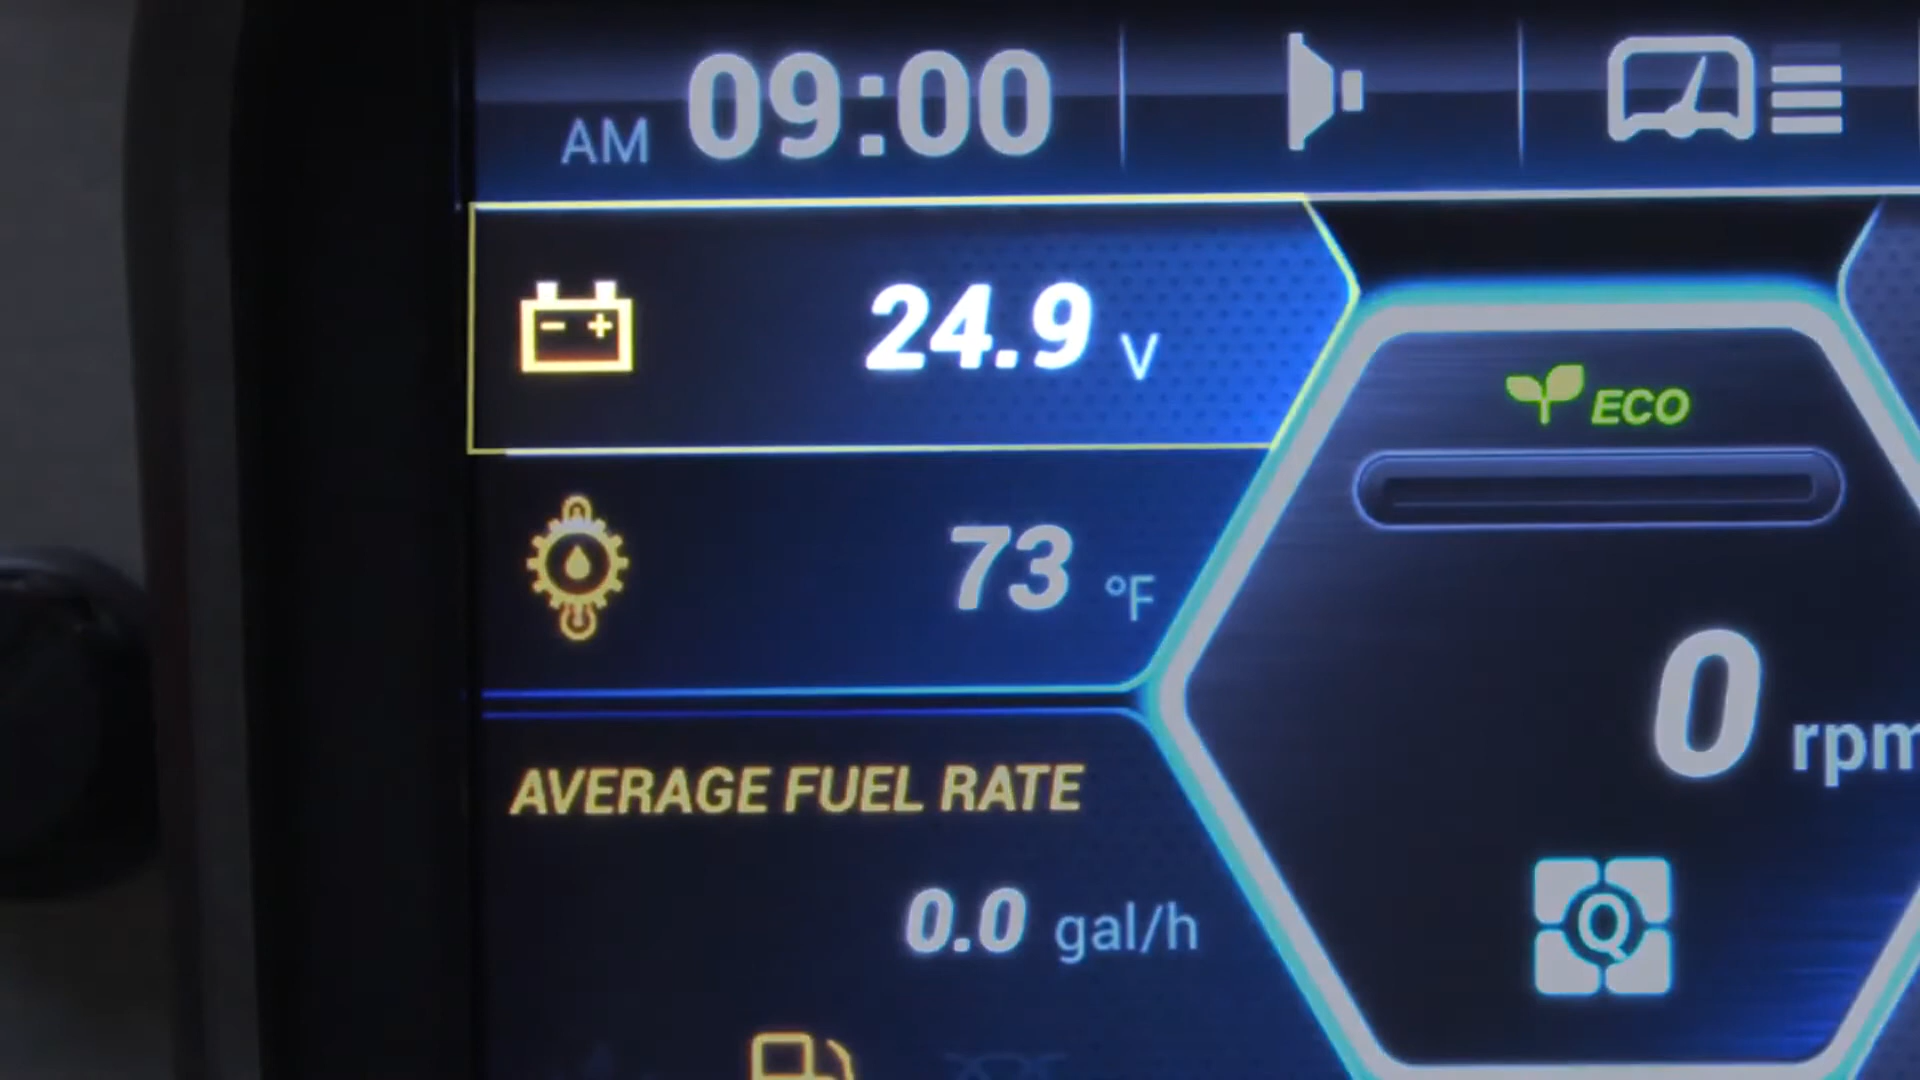 AM 09:00
24.9 V
ECO
73 °F
0 rpm
AVERAGE FUEL RATE
0.0 gal/h
Q